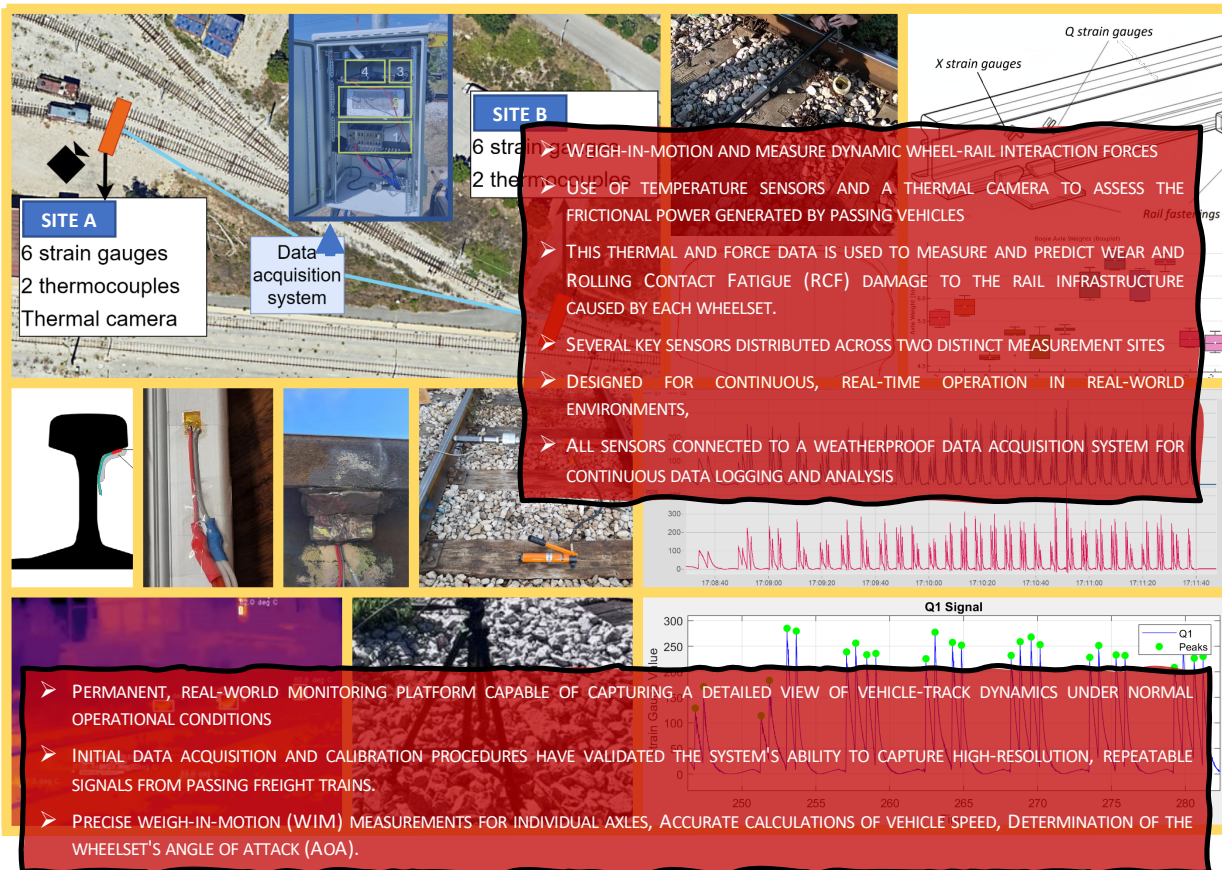 Q strain gauges
X strain gauges
4
3
1
SITE B
6 strain gauges
2 thermocouples
SITE A
6 strain gauges
2 thermocouples
Thermal camera
Data
acquisition
system
Rail fastenings
Bogie Axle Weights (Boxplot)
➢ WEIGH-IN-MOTION AND MEASURE DYNAMIC WHEEL-RAIL INTERACTION FORCES
➢ USE OF TEMPERATURE SENSORS AND A THERMAL CAMERA TO ASSESS THE
FRICTIONAL POWER GENERATED BY PASSING VEHICLES
➢ THIS THERMAL AND FORCE DATA IS USED TO MEASURE AND PREDICT WEAR AND
ROLLING CONTACT FATIGUE (RCF) DAMAGE TO THE RAIL INFRASTRUCTURE
CAUSED BY EACH WHEELSET.
➢ SEVERAL KEY SENSORS DISTRIBUTED ACROSS TWO DISTINCT MEASUREMENT SITES
➢ DESIGNED FOR CONTINUOUS, REAL-TIME OPERATION IN REAL-WORLD
ENVIRONMENTS,
➢ ALL SENSORS CONNECTED TO A WEATHERPROOF DATA ACQUISITION SYSTEM FOR
CONTINUOUS DATA LOGGING AND ANALYSIS
300
200
100
0
17:08:40 17:09:00 17:09:20 17:09:40 17:10:00 17:10:20 17:10:40 17:11:00 17:11:20 17:11:40
Q1 Signal
Q1
Peaks
300
250
200
150
100
50
0
250 255 260 265 270 275 280
➢ PERMANENT, REAL-WORLD MONITORING PLATFORM CAPABLE OF CAPTURING A DETAILED VIEW OF VEHICLE-TRACK DYNAMICS UNDER NORMAL
OPERATIONAL CONDITIONS
➢ INITIAL DATA ACQUISITION AND CALIBRATION PROCEDURES HAVE VALIDATED THE SYSTEM'S ABILITY TO CAPTURE HIGH-RESOLUTION, REPEATABLE
SIGNALS FROM PASSING FREIGHT TRAINS.
➢ PRECISE WEIGH-IN-MOTION (WIM) MEASUREMENTS FOR INDIVIDUAL AXLES, ACCURATE CALCULATIONS OF VEHICLE SPEED, DETERMINATION OF THE
WHEELSET'S ANGLE OF ATTACK (AOA).